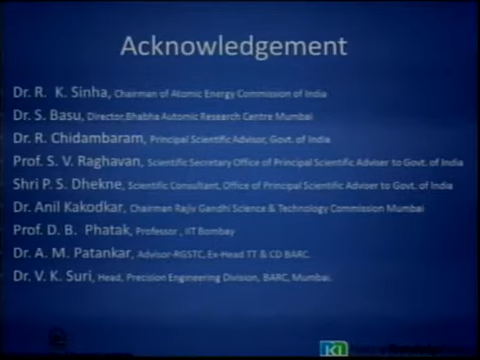 Acknowledgement
Dr. R. K. Sinha, Chairman of Atomic Energy Commission of India
Dr. S. Basu, Director,Bhabha Automic Research Centre Mumbai
Dr. R. Chidambaram, Principal Scientific Advisor, Govt. of India
Prof. S. V. Raghavan, Scientific Secretary Office of Principal Scientific Adviser to Govt. of India
Shri P. S. Dhekne, Scientific Consultant, Office of Principal Scientific Adviser to Govt. of India
Dr. Anil Kakodkar, Chairman Rajiv Gandhi Science & Technology Commission Mumbai
Prof. D. B. Phatak, Professor , IIT Bombay
Dr. A. M. Patankar, Advisor-RGSTC, Ex-Head TT & CD BARC.
Dr. V. K. Suri, Head, Precision Engineering Division, BARC, Mumbai.